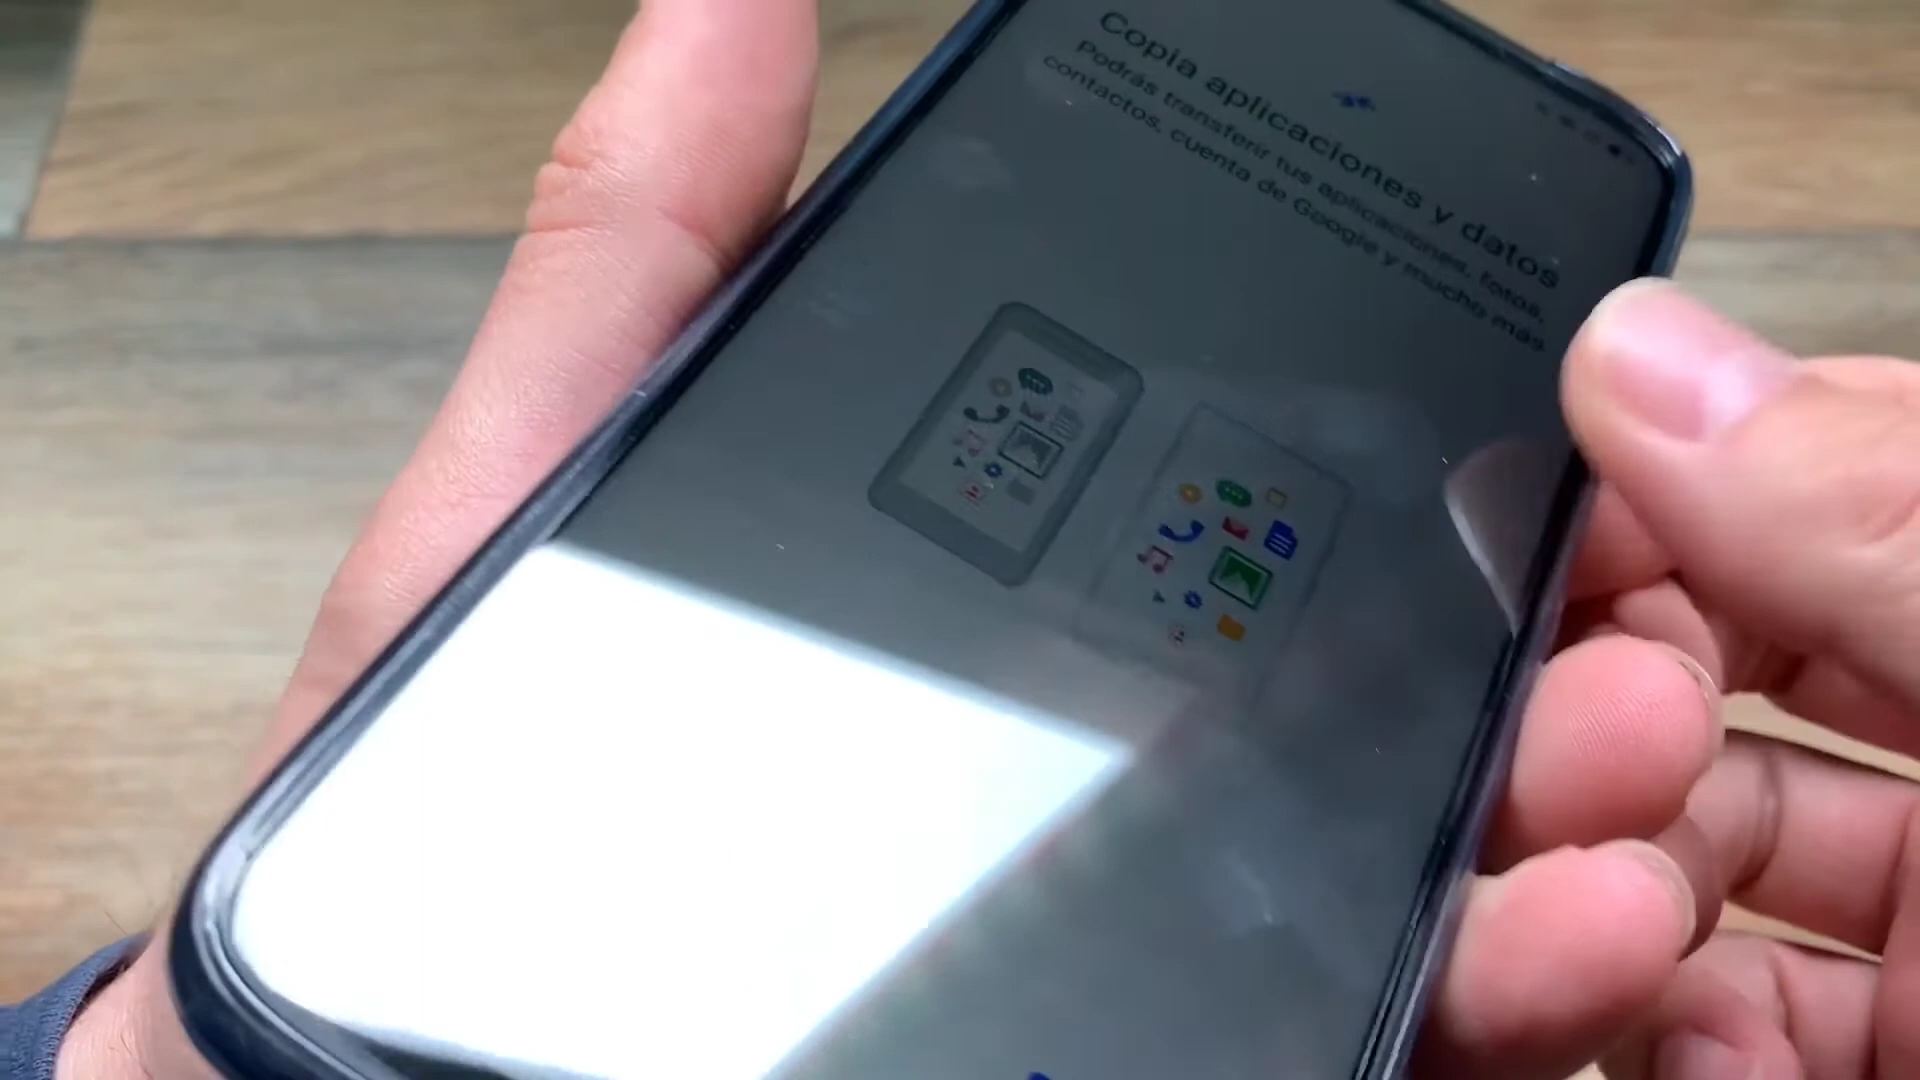 Copia aplicaciones y datos
Podrás transferir tus aplicaciones, fotos,
contactos, cuenta de Google y mucho más.